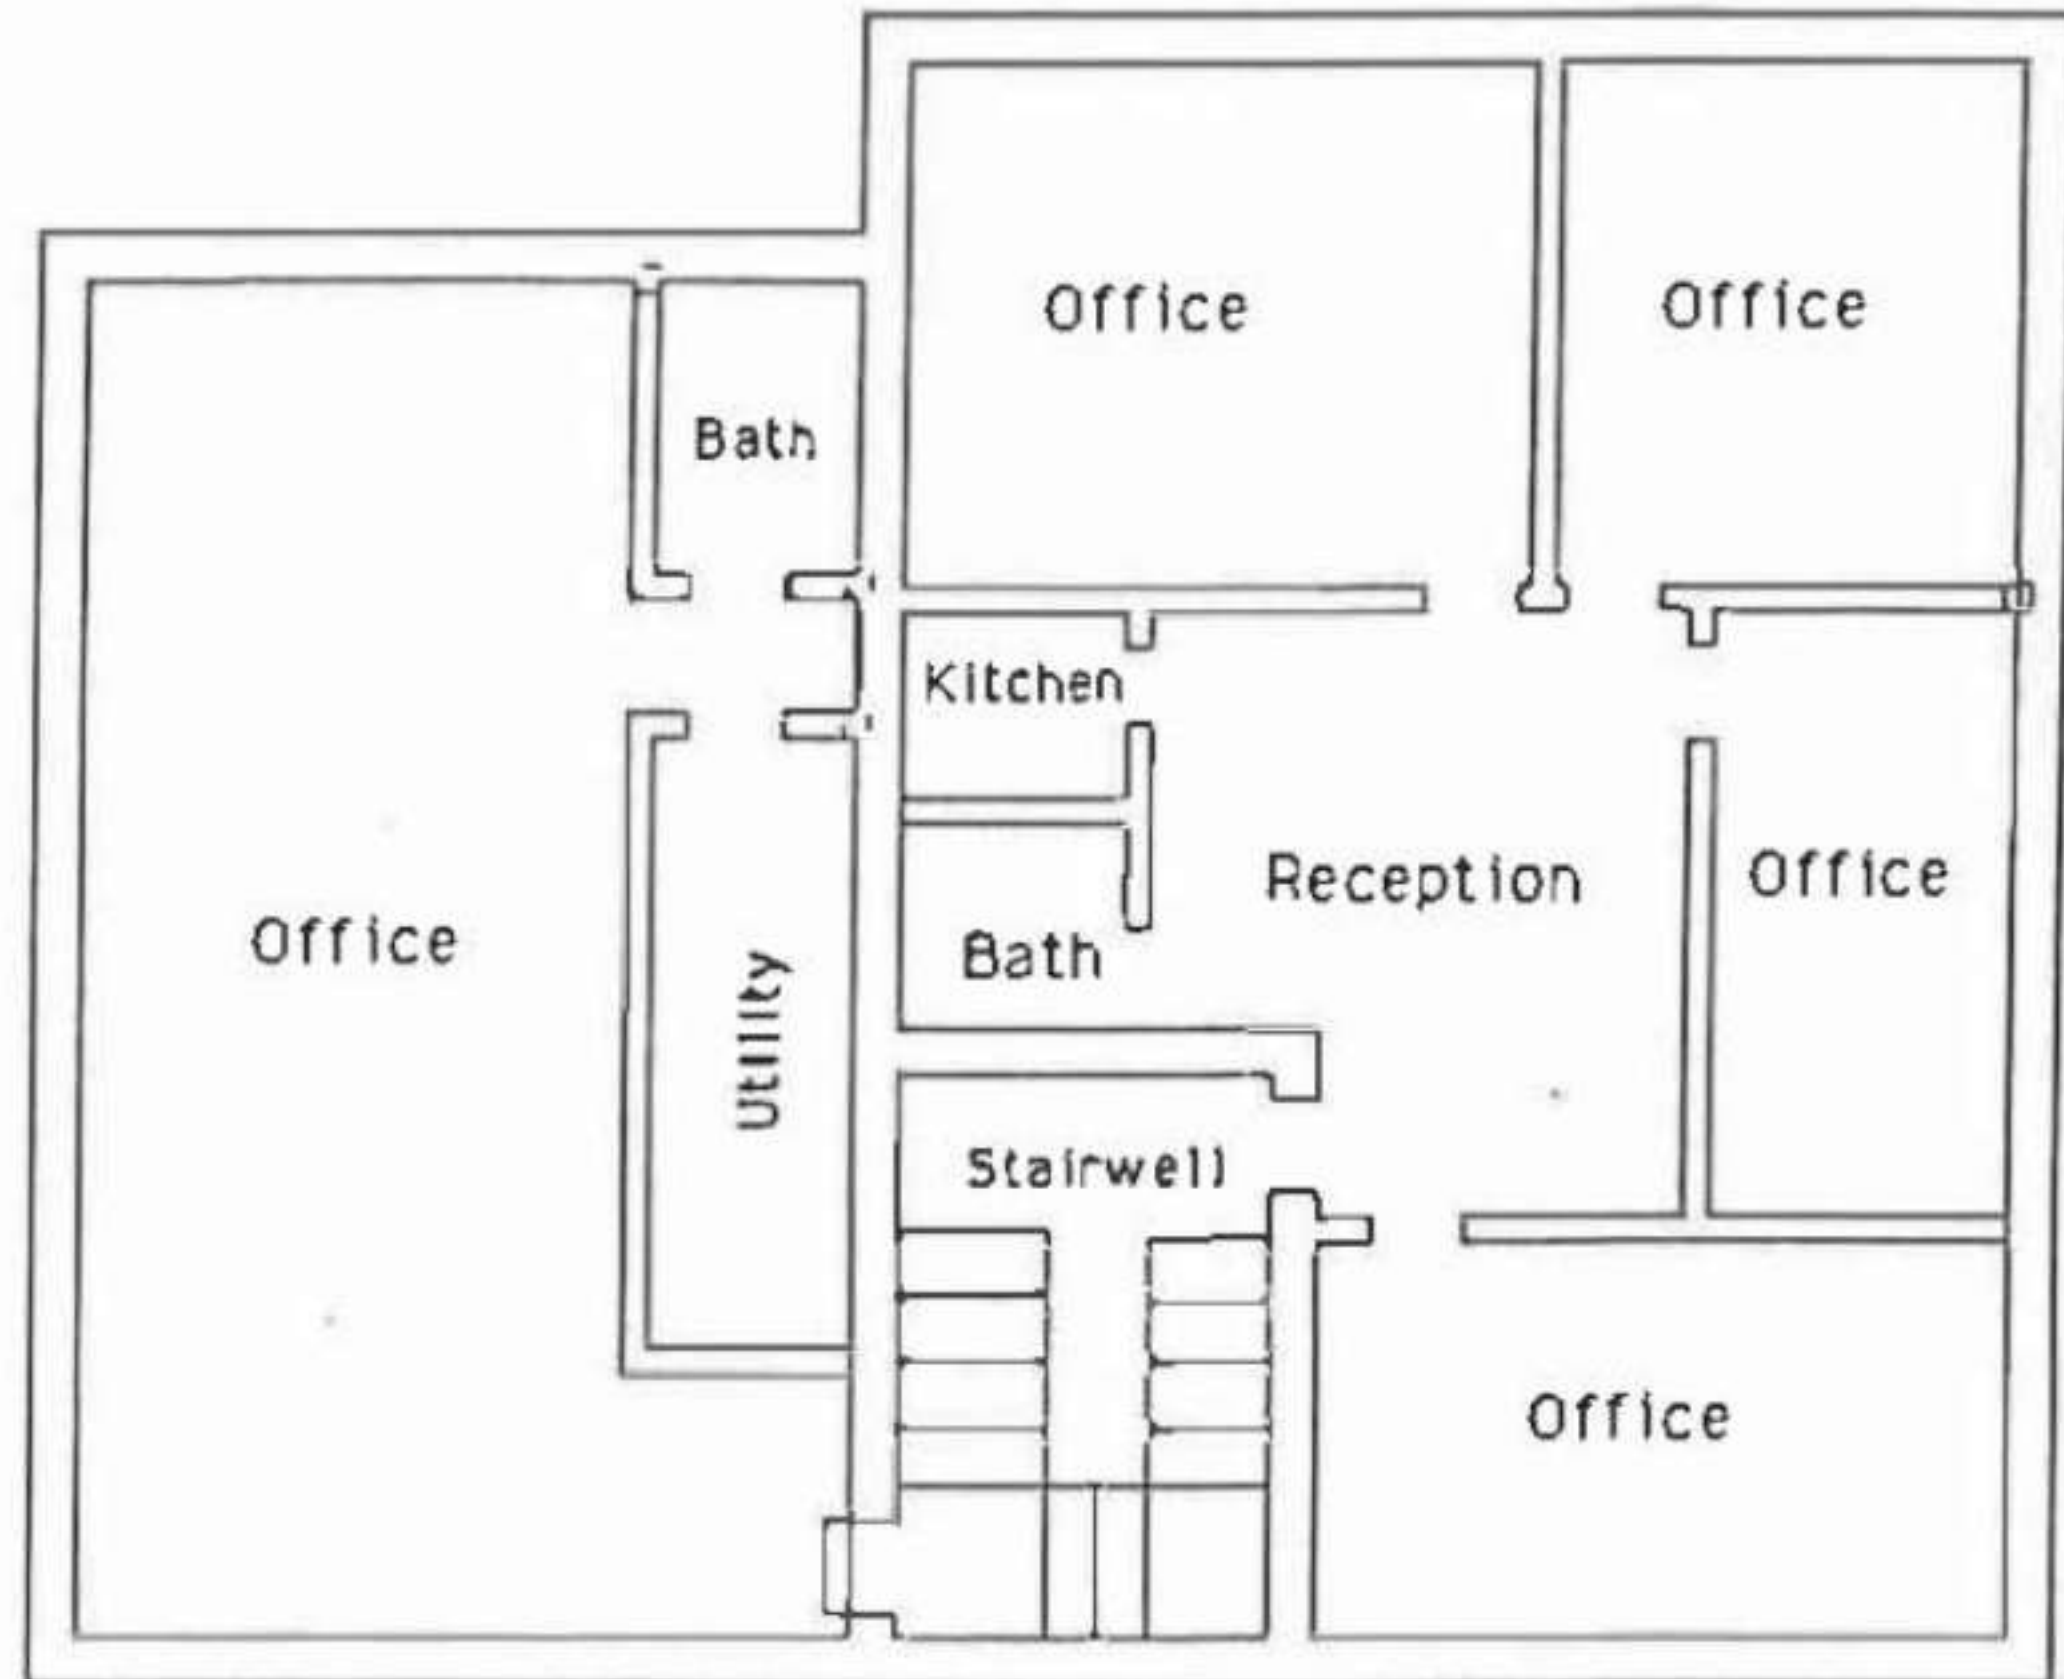 Office
Office
Bath
Kitchen
Reception
Office
Office
Bath
Utility
Stairwell
Office